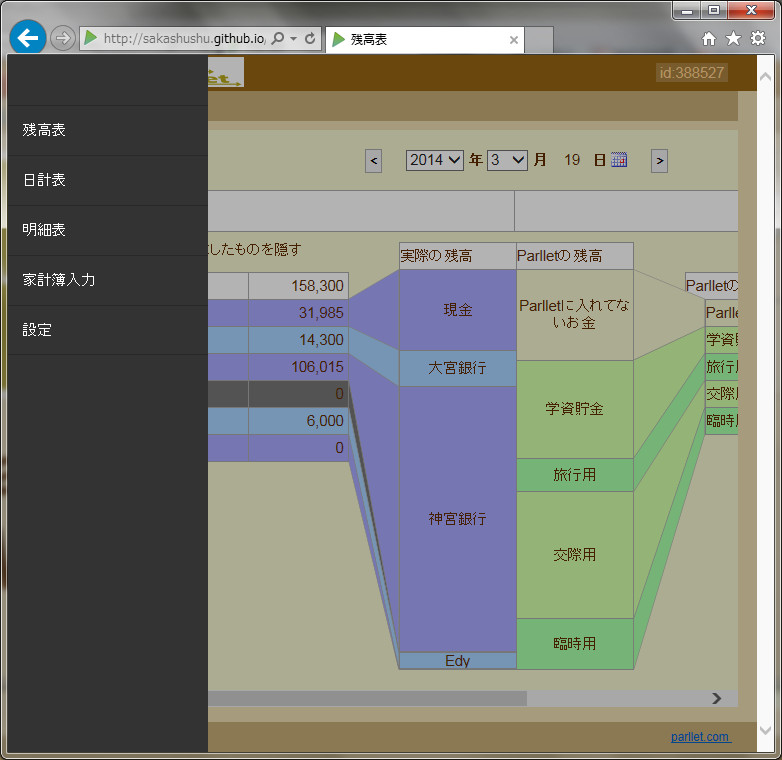 http://sakashushu.github.io,
残高表
id:388527
残高表
日計表
明細表
家計簿入力
設定
<
2014 年 3 月 19 日
>
したものを隠す
実際の残高
Parlletの残高
Parlletの
158,300
31,985
14,300
106,015
0
6,000
0
現金
大宮銀行
神宮銀行
Edy
Parlletに入れてな
いお金
学資貯金
旅行用
交際用
臨時用
Parlle
学資
旅行
交際
臨時
parllet.com